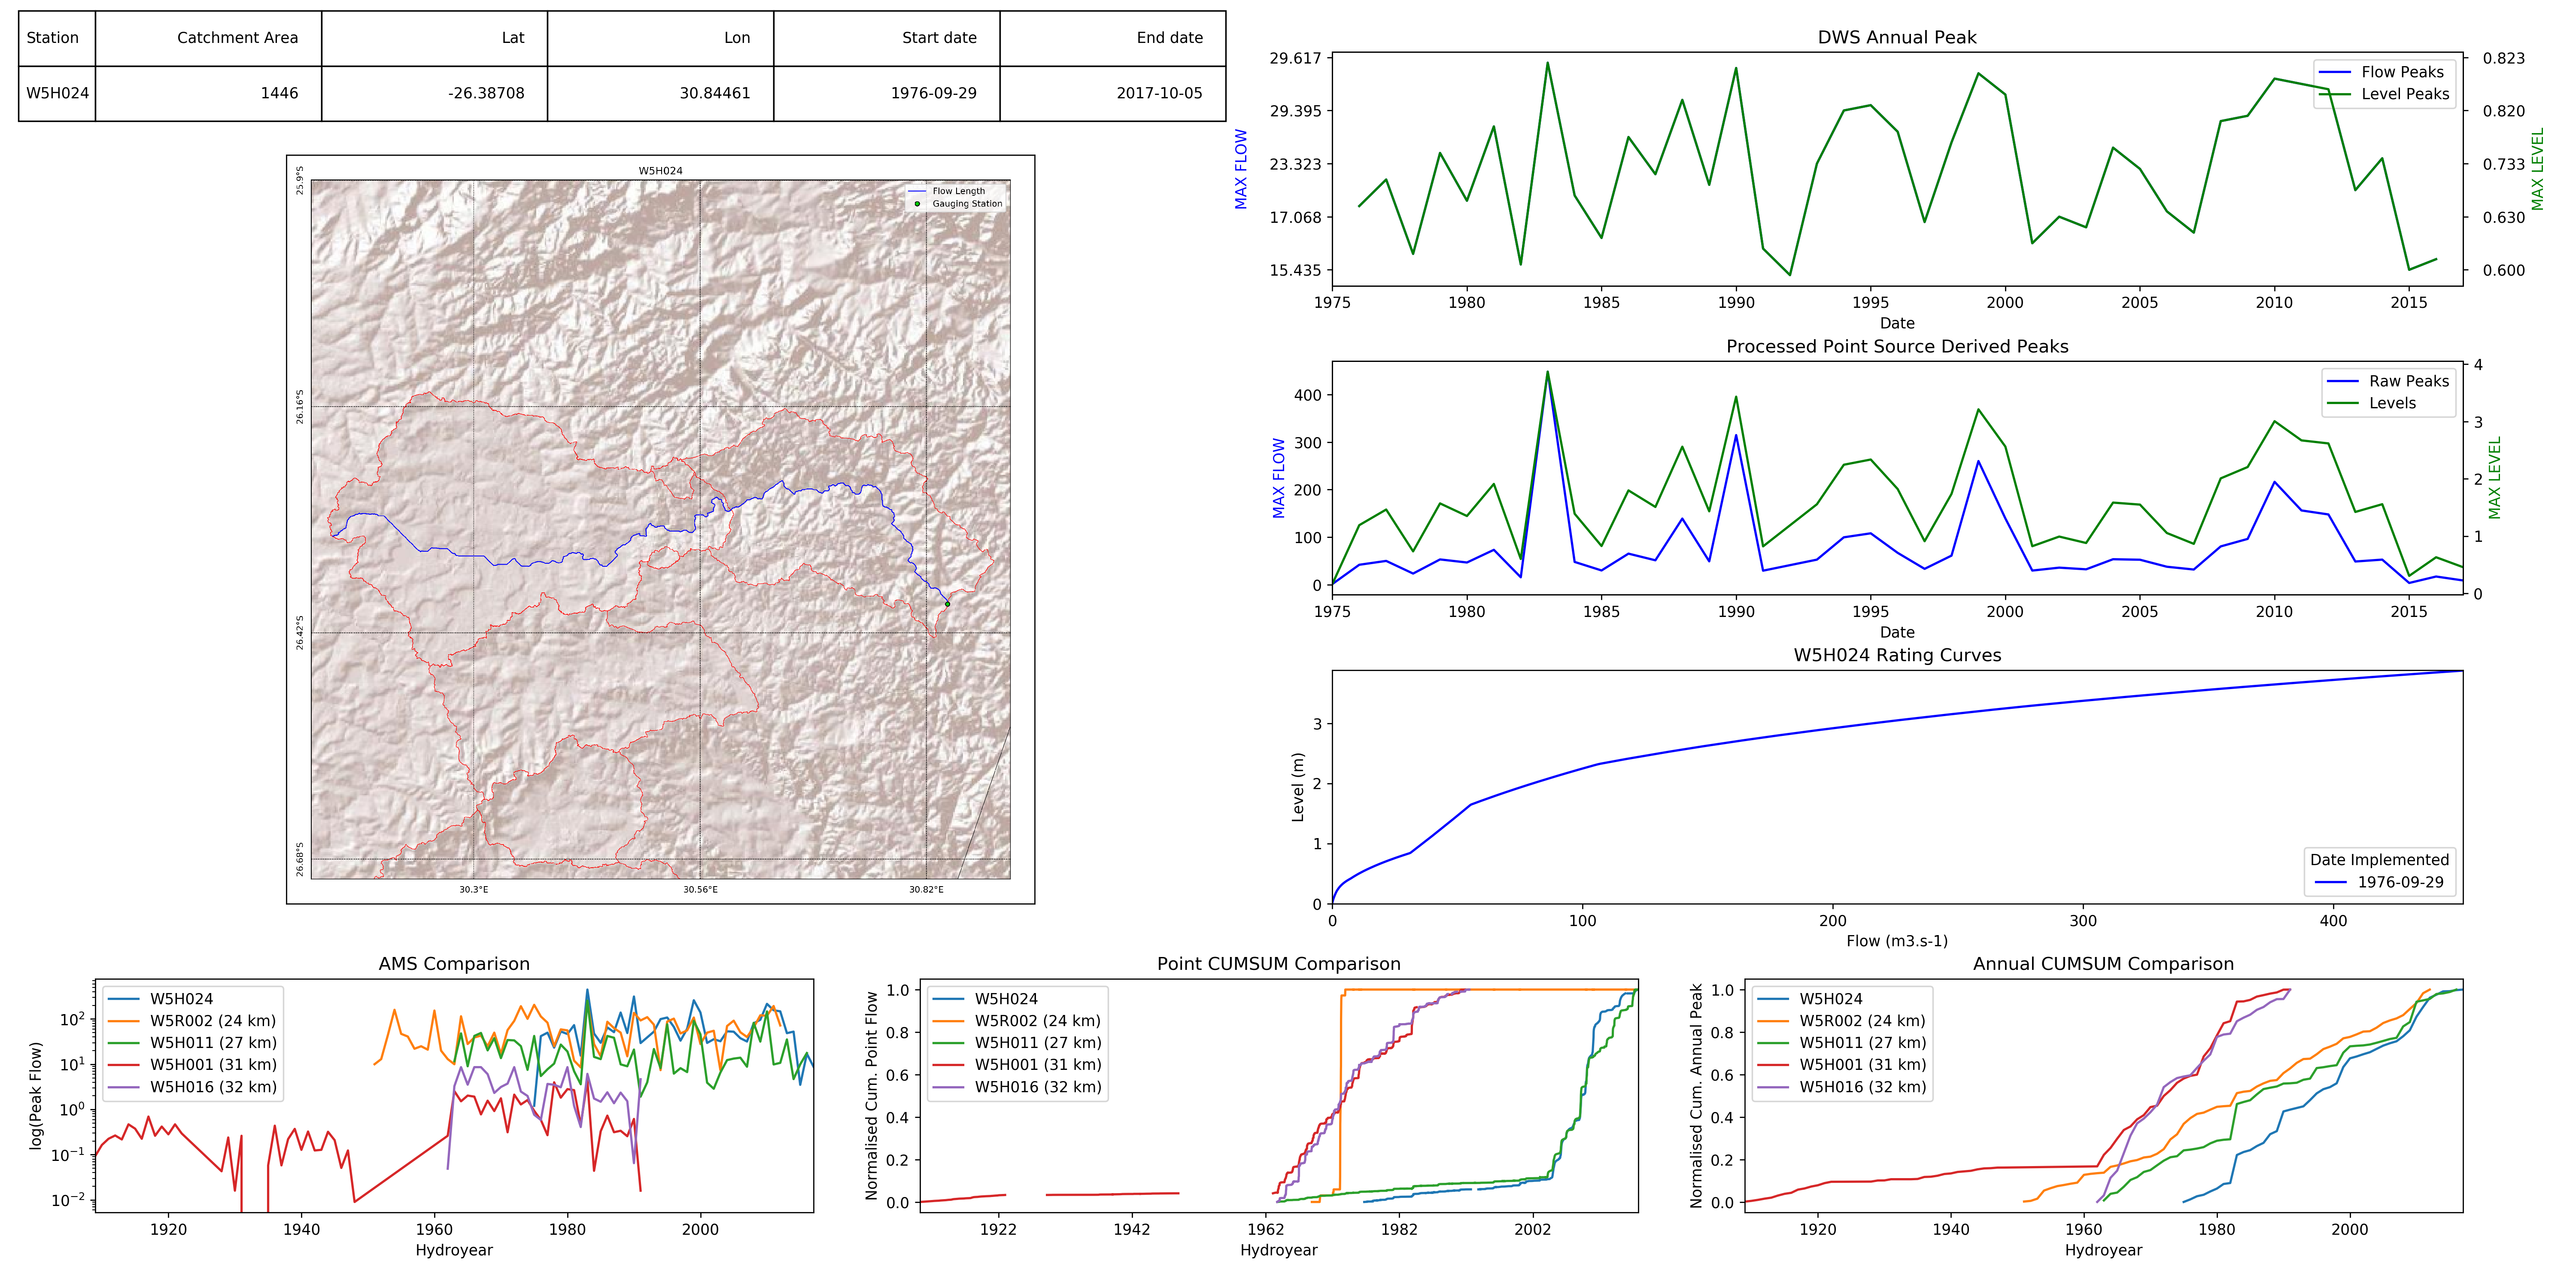 Station Catchment Area Lat Lon Start date End date
W5H024 1446 -26.38708 30.84461 1976-09-29 2017-10-05
W5H024
Flow Length
Gauging Station
25.9°S
26.16°S
26.42°S
26.68°S
30.3°E 30.56°E 30.82°E
DWS Annual Peak
Flow Peaks
Level Peaks
MAX FLOW
29.617
29.395
23.323
17.068
15.435
0.823
0.820
0.733
0.630
0.600
MAX LEVEL
1975 1980 1985 1990 1995 2000 2005 2010 2015
Date
Processed Point Source Derived Peaks
Raw Peaks
Levels
MAX FLOW
400
300
200
100
0
4
3
2
1
0
MAX LEVEL
1975 1980 1985 1990 1995 2000 2005 2010 2015
Date
W5H024 Rating Curves
Level (m)
3
2
1
0
Date Implemented
1976-09-29
0 100 200 300 400
Flow (m3.s-1)
AMS Comparison
W5H024
W5R002 (24 km)
W5H011 (27 km)
W5H001 (31 km)
W5H016 (32 km)
log(Peak Flow)
10²
10¹
10⁰
10⁻¹
10⁻²
1920 1940 1960 1980 2000
Hydroyear
Point CUMSUM Comparison
W5H024
W5R002 (24 km)
W5H011 (27 km)
W5H001 (31 km)
W5H016 (32 km)
Normalised Cum. Point Flow
1.0
0.8
0.6
0.4
0.2
0.0
1922 1942 1962 1982 2002
Hydroyear
Annual CUMSUM Comparison
W5H024
W5R002 (24 km)
W5H011 (27 km)
W5H001 (31 km)
W5H016 (32 km)
Normalised Cum. Annual Peak
1.0
0.8
0.6
0.4
0.2
0.0
1920 1940 1960 1980 2000
Hydroyear